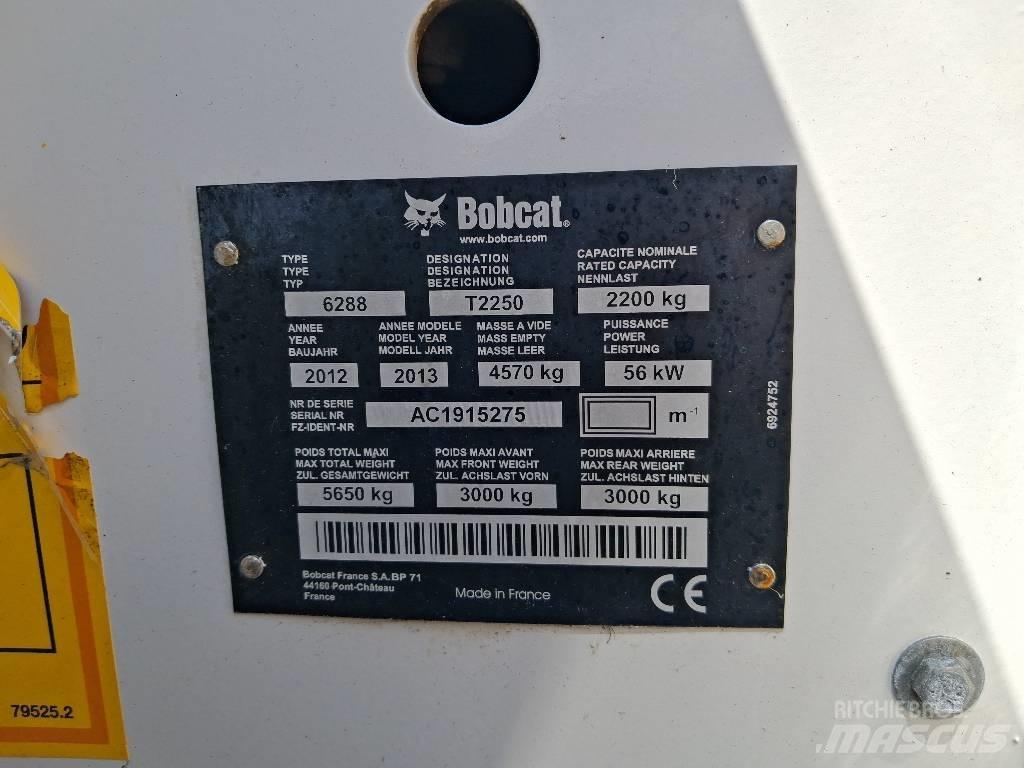 Bobcat®
www.bobcat.com
TYPE
TYPE
TYP
6288
DESIGNATION
DESIGNATION
BEZEICHNUNG
T2250
CAPACITE NOMINALE
RATED CAPACITY
NENNLAST
2200 kg
ANNEE
YEAR
BAUJAHR
2012
ANNEE MODELE
MODEL YEAR
MODELL JAHR
2013
MASSE A VIDE
MASS EMPTY
MASSE LEER
4570 kg
PUISSANCE
POWER
LEISTUNG
56 kW
NR DE SERIE
SERIAL NR
FZ-IDENT-NR
AC1915275
m⁻¹
POIDS TOTAL MAXI
MAX TOTAL WEIGHT
ZUL. GESAMTGEWICHT
5650 kg
POIDS MAXI AVANT
MAX FRONT WEIGHT
ZUL. ACHSLAST VORN
3000 kg
POIDS MAXI ARRIERE
MAX REAR WEIGHT
ZUL. ACHSLAST HINTEN
3000 kg
Bobcat France S.A. BP 71
44160 Pont-Château
France
Made in France
CE
6924752
79525.2
RITCHIE BROS.
MASCUS